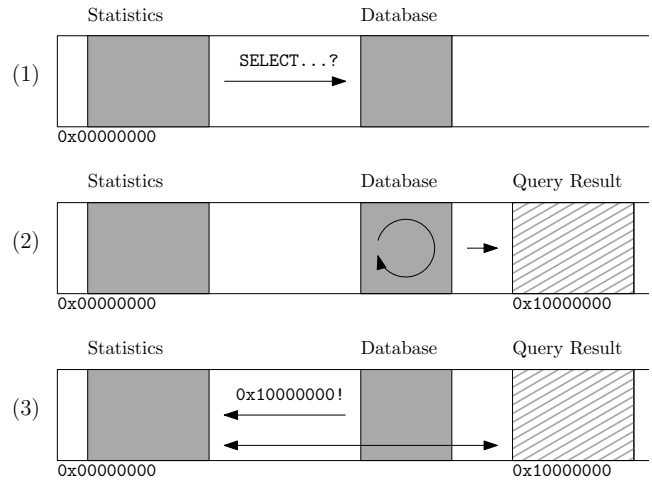 Statistics Database
(1) SELECT...?
0x00000000
Statistics Database Query Result
(2)
0x00000000 0x10000000
Statistics Database Query Result
(3) 0x10000000!
0x00000000 0x10000000